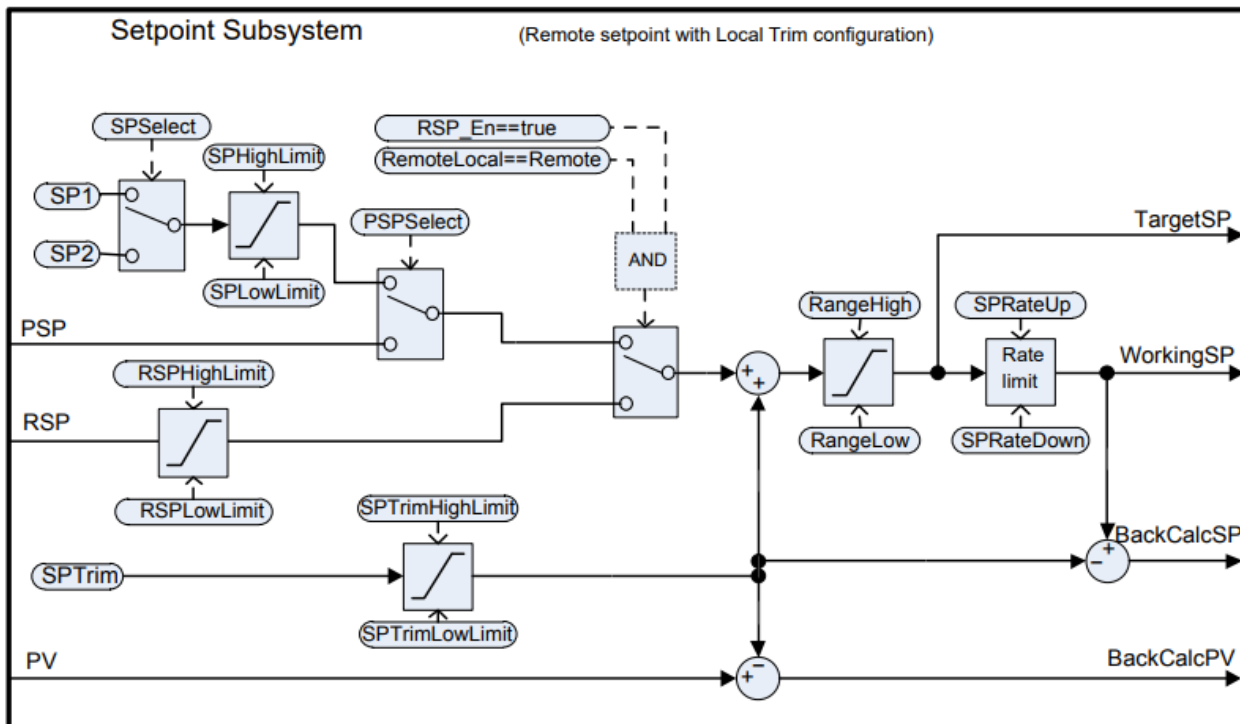 Setpoint Subsystem
(Remote setpoint with Local Trim configuration)
SPSelect
RSP_En==true
SPHighLimit
RemoteLocal==Remote
SP1
PSPSelect
TargetSP
SP2
AND
SPLowLimit
RangeHigh
SPRateUp
PSP
WorkingSP
RSPHighLimit
+
+
Rate
limit
RSP
RangeLow
SPRateDown
RSPLowLimit
SPTrimHighLimit
BackCalcSP
+
−
SPTrim
SPTrimLowLimit
PV
BackCalcPV
−
+